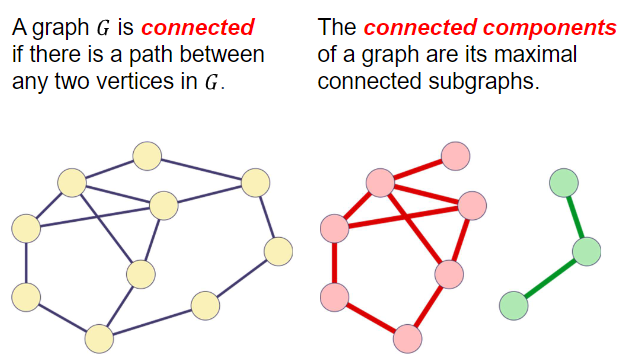 A graph G is connected
if there is a path between
any two vertices in G.
The connected components
of a graph are its maximal
connected subgraphs.